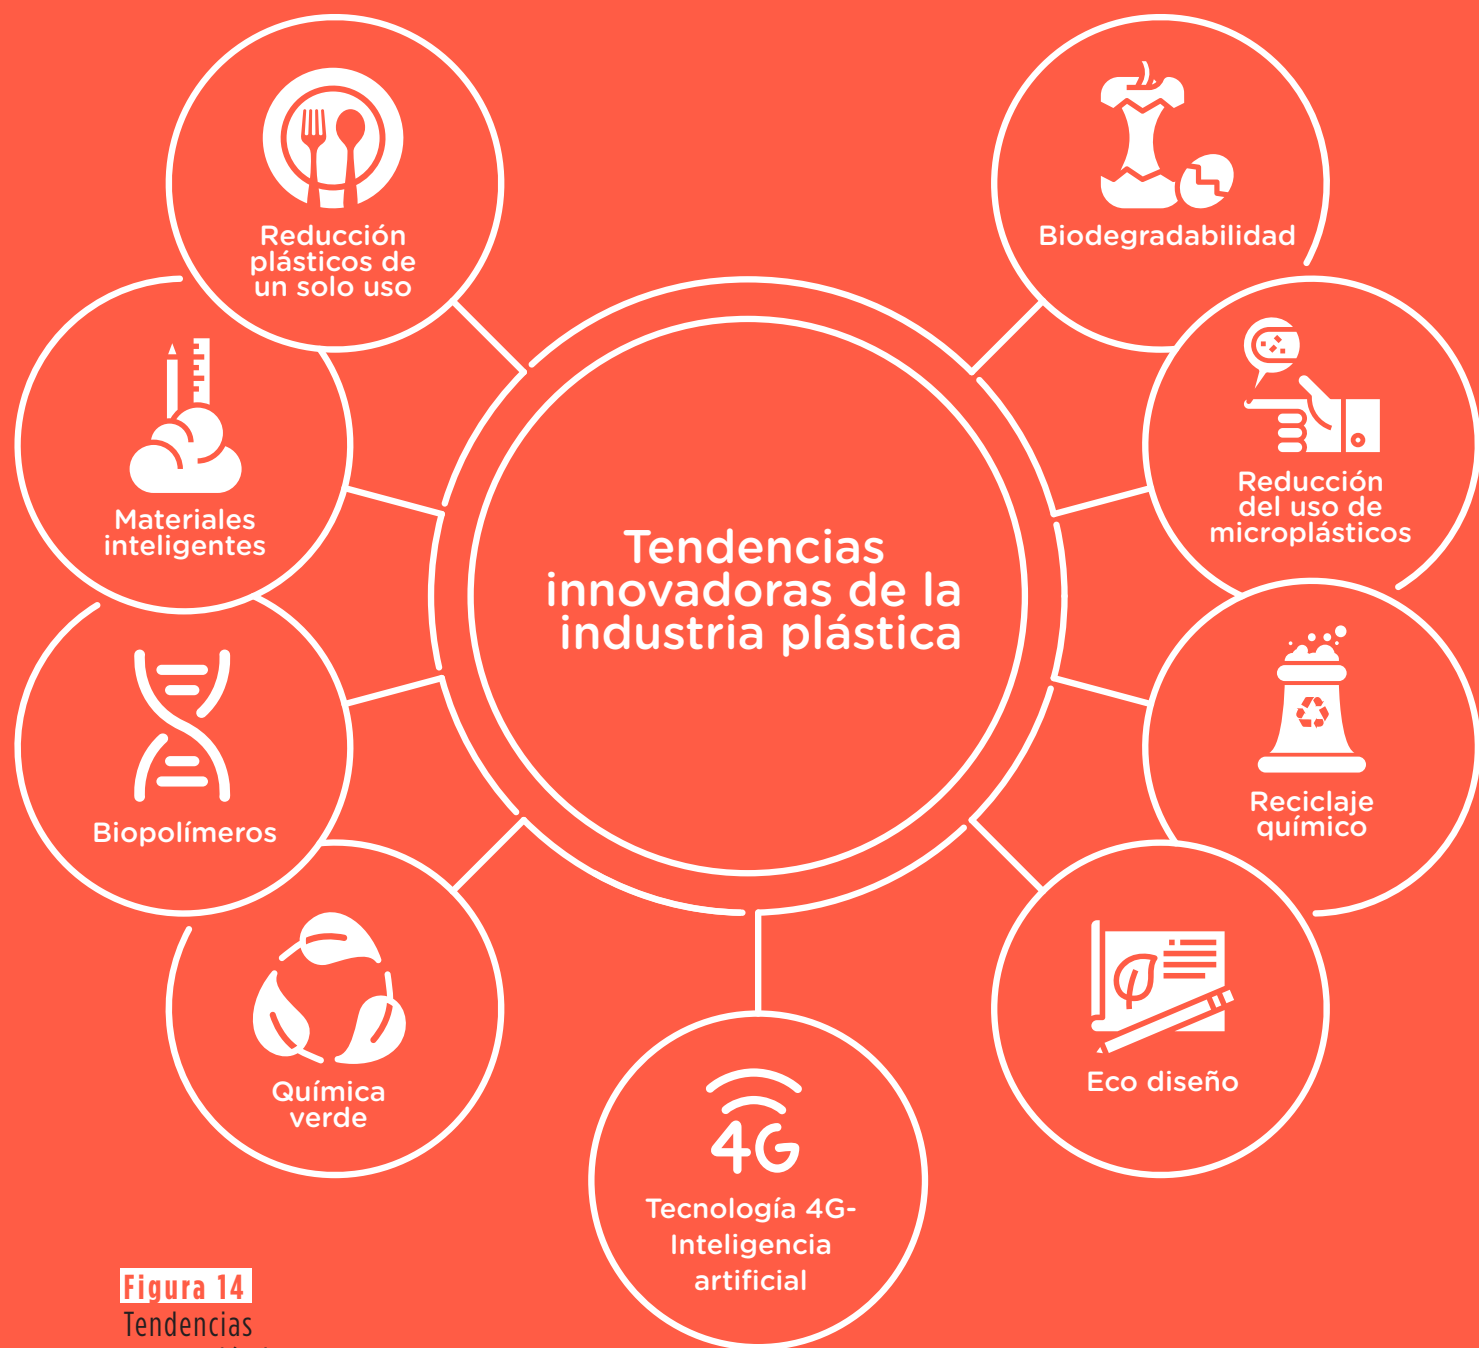 Reducción
plásticos de
un solo uso
Biodegradabilidad
Materiales
inteligentes
Reducción
del uso de
microplásticos
Tendencias
innovadoras de la
industria plástica
Biopolímeros
Reciclaje
químico
Química
verde
Eco diseño
4G
Tecnología 4G-
Inteligencia
artificial
Figura 14
Tendencias